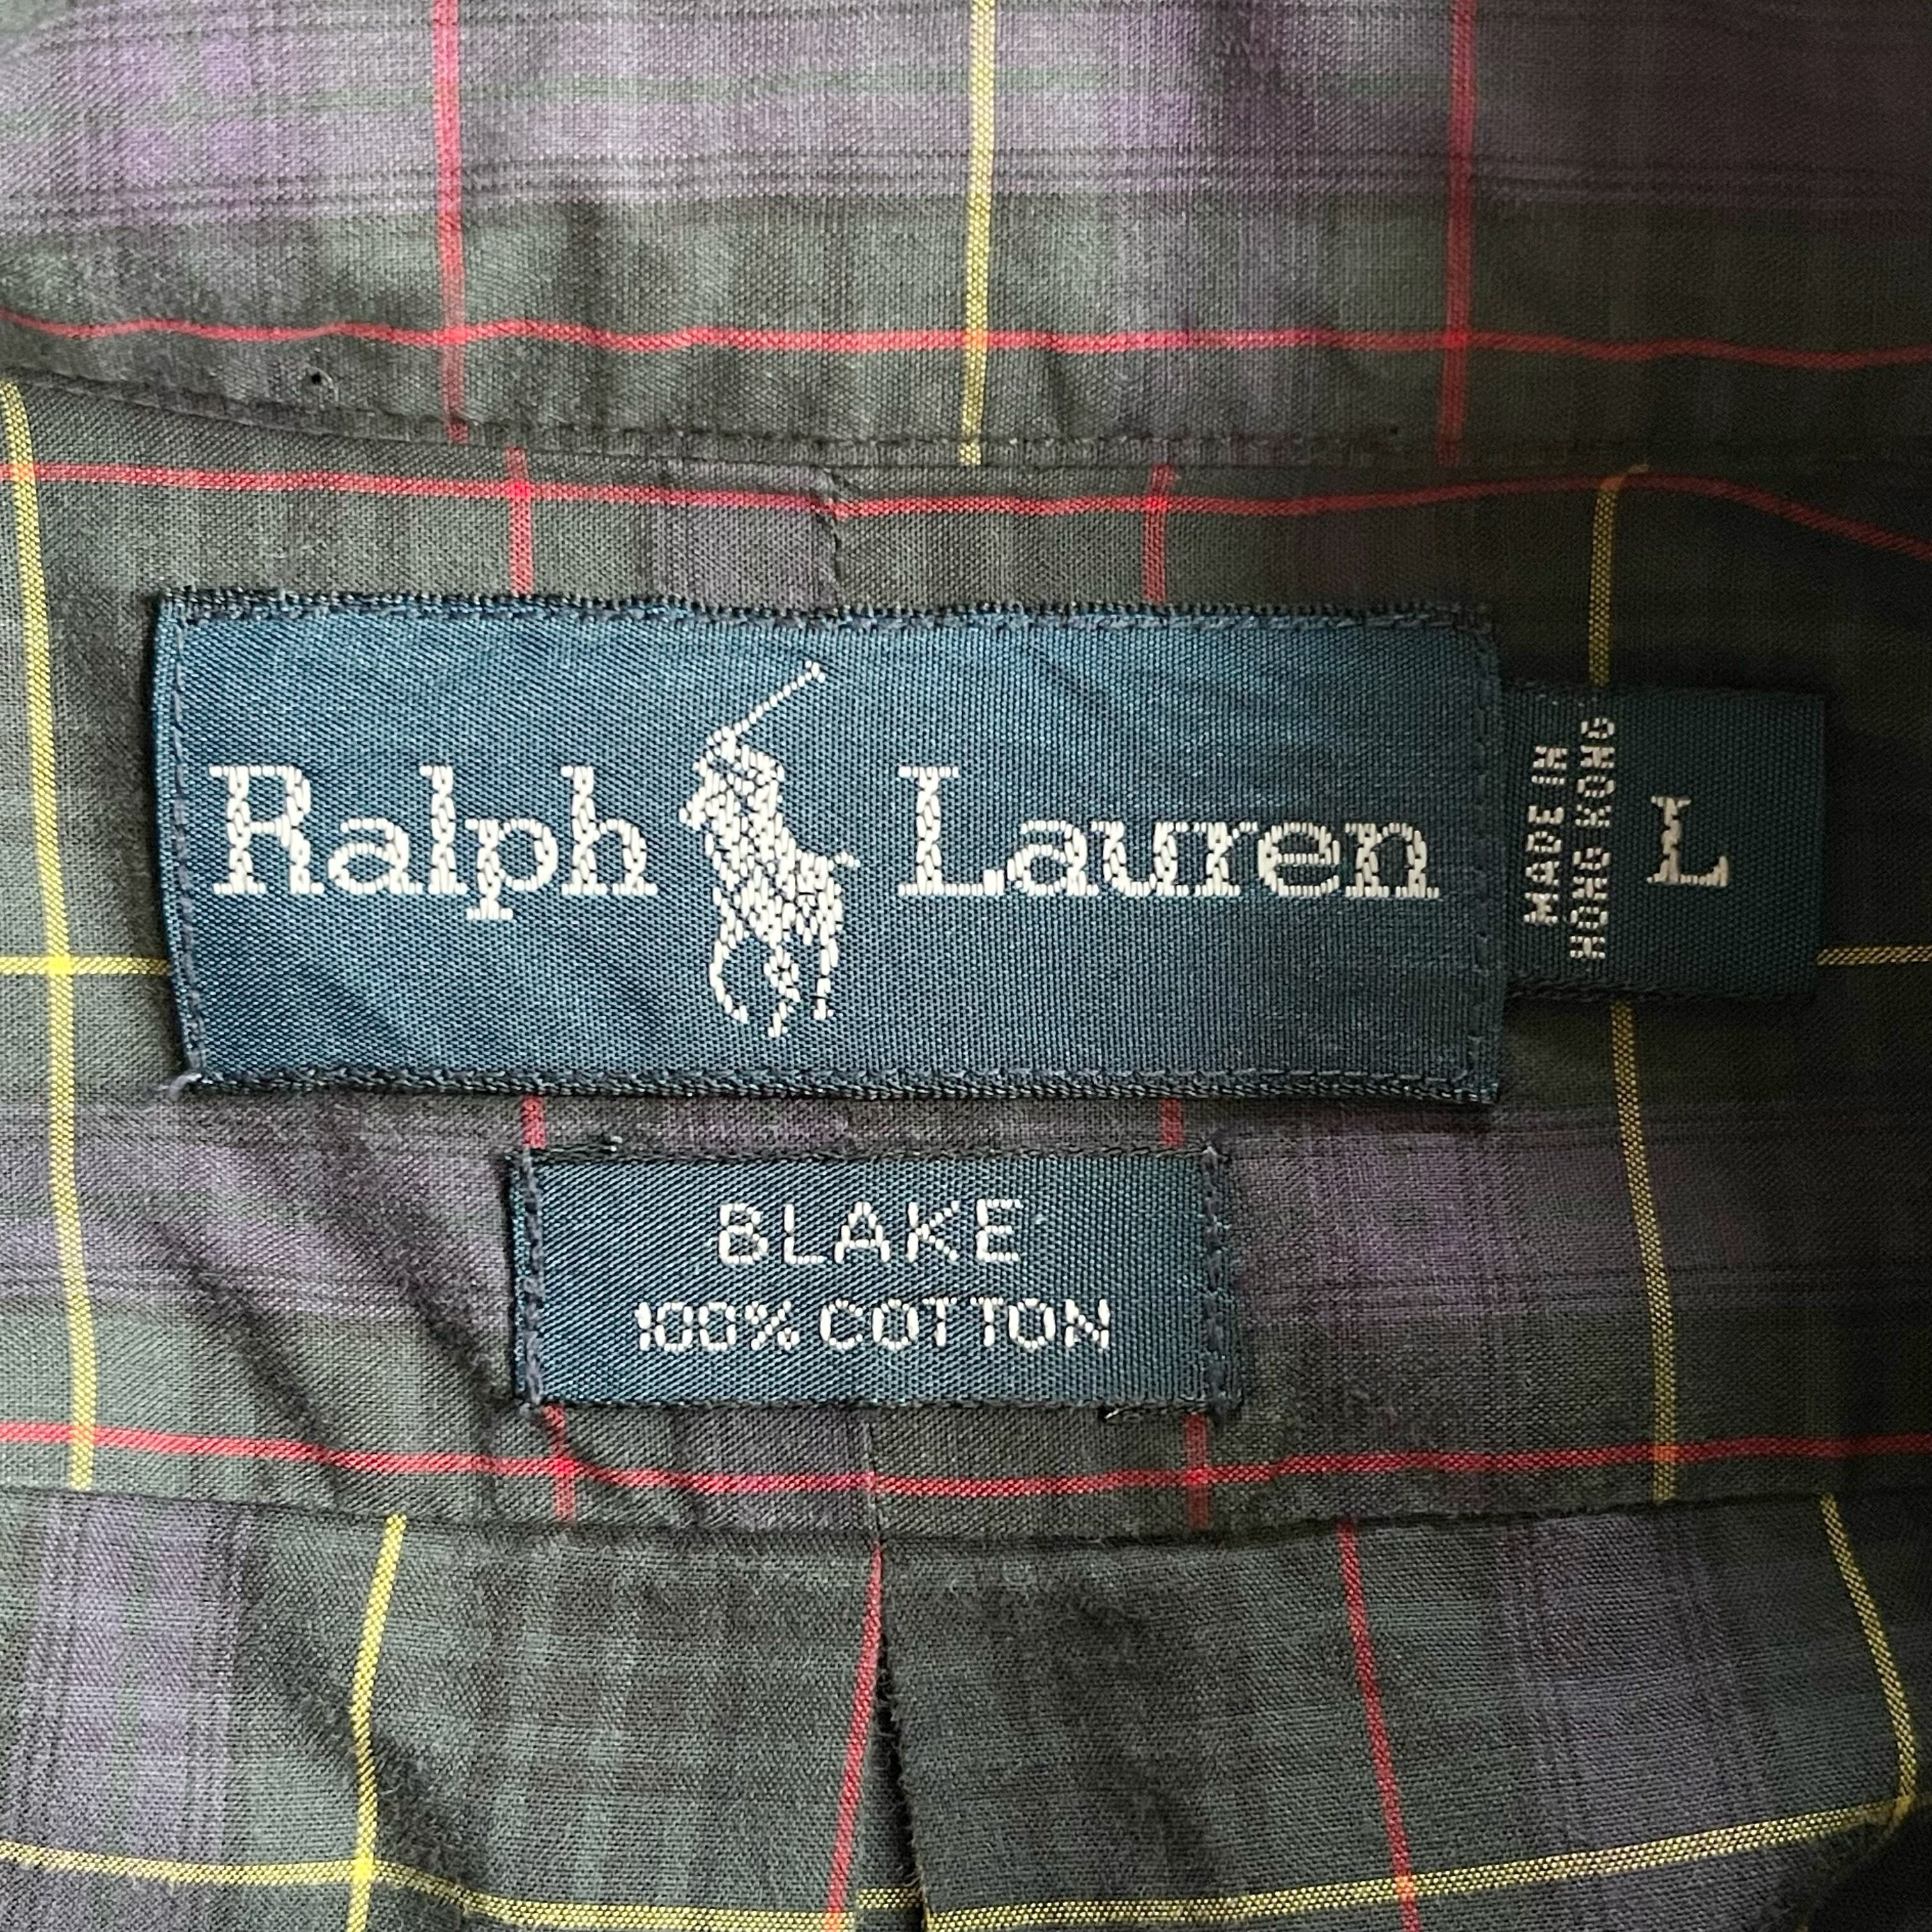 Ralph Lauren
MADE IN
HONG KONG
L
BLAKE
100% COTTON